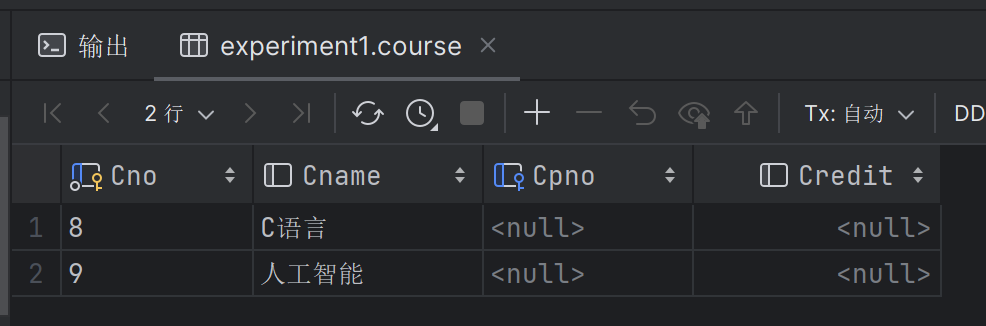 输出 experiment1.course
2 行 Tx: 自动 DD
Cno Cname Cpno Credit
1 8 C语言 <null> <null>
2 9 人工智能 <null> <null>